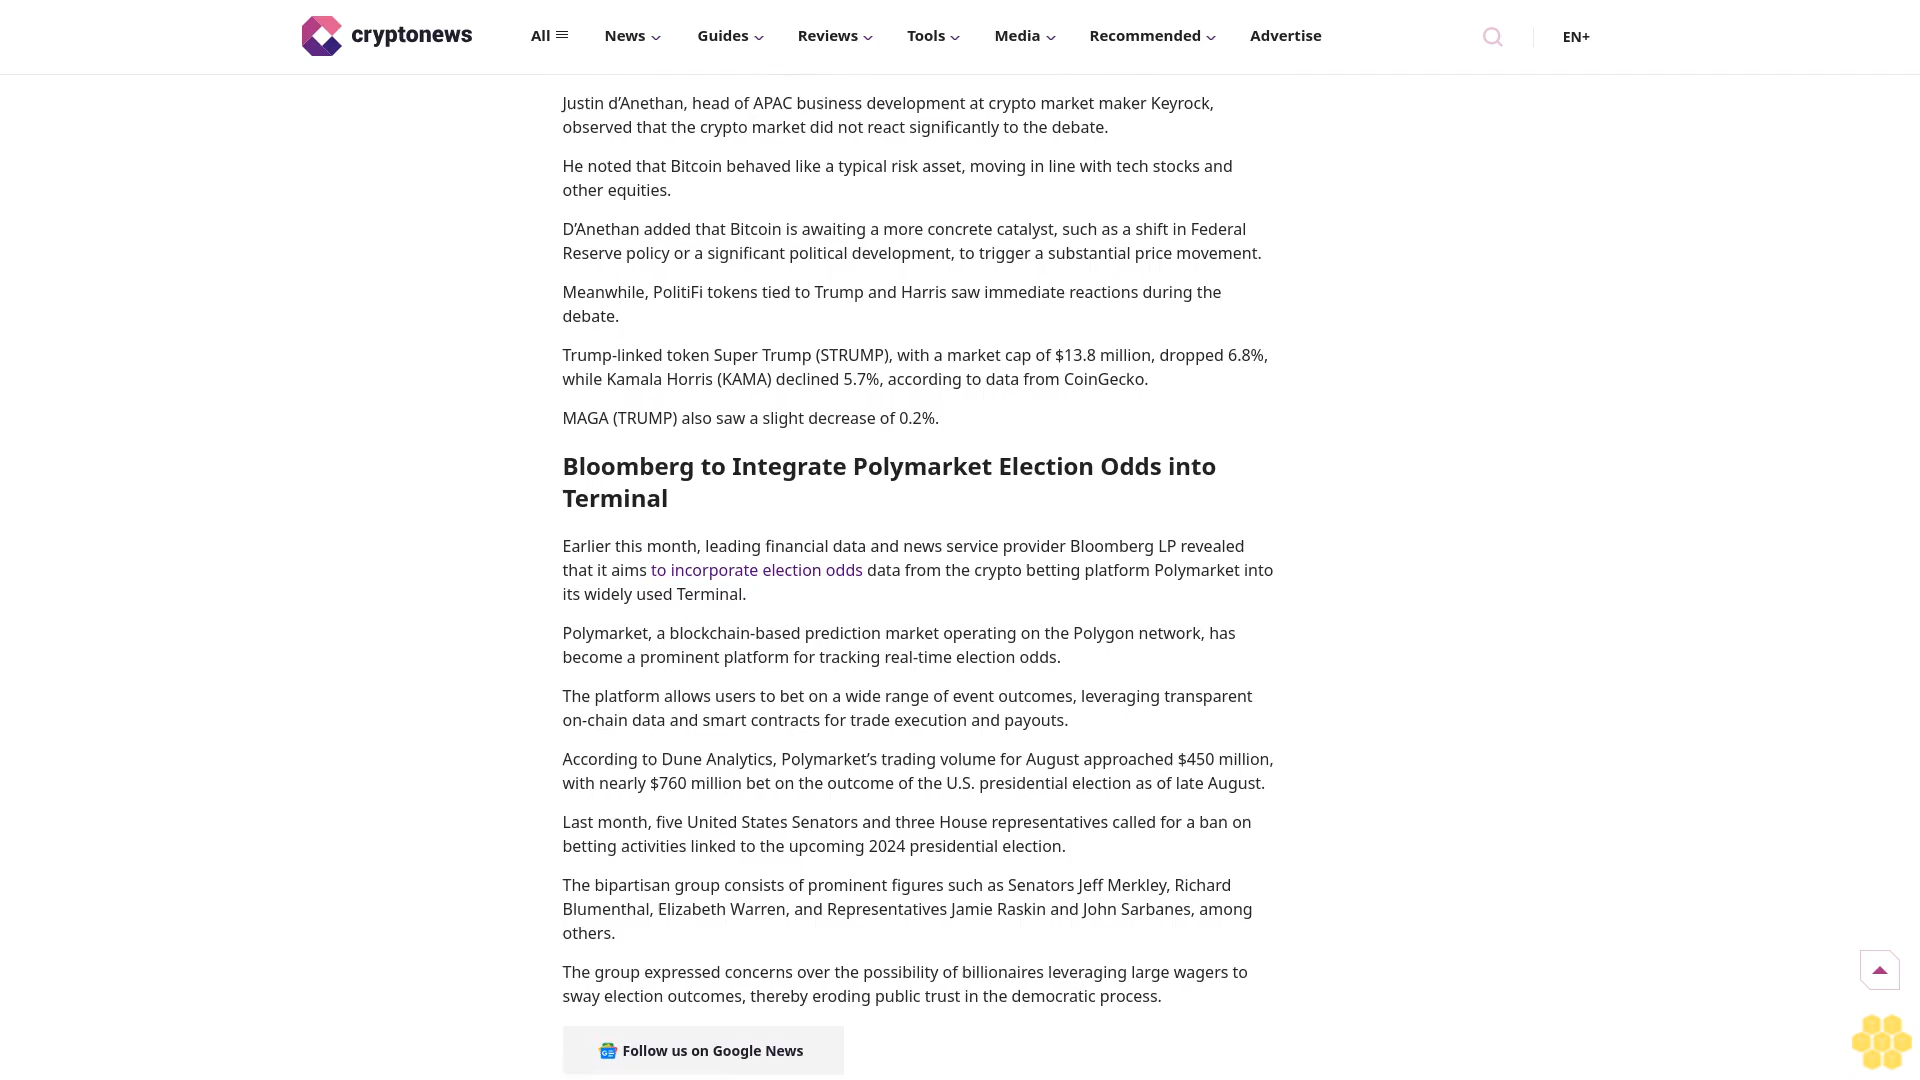 cryptonews
All
News
Guides
Reviews
Tools
Media
Recommended
Advertise
EN+
Justin d’Anethan, head of APAC business development at crypto market maker Keyrock,
observed that the crypto market did not react significantly to the debate.
He noted that Bitcoin behaved like a typical risk asset, moving in line with tech stocks and
other equities.
D’Anethan added that Bitcoin is awaiting a more concrete catalyst, such as a shift in Federal
Reserve policy or a significant political development, to trigger a substantial price movement.
Meanwhile, PolitiFi tokens tied to Trump and Harris saw immediate reactions during the
debate.
Trump-linked token Super Trump (STRUMP), with a market cap of $13.8 million, dropped 6.8%,
while Kamala Horris (KAMA) declined 5.7%, according to data from CoinGecko.
MAGA (TRUMP) also saw a slight decrease of 0.2%.
Bloomberg to Integrate Polymarket Election Odds into
Terminal
Earlier this month, leading financial data and news service provider Bloomberg LP revealed
that it aims to incorporate election odds data from the crypto betting platform Polymarket into
its widely used Terminal.
Polymarket, a blockchain-based prediction market operating on the Polygon network, has
become a prominent platform for tracking real-time election odds.
The platform allows users to bet on a wide range of event outcomes, leveraging transparent
on-chain data and smart contracts for trade execution and payouts.
According to Dune Analytics, Polymarket’s trading volume for August approached $450 million,
with nearly $760 million bet on the outcome of the U.S. presidential election as of late August.
Last month, five United States Senators and three House representatives called for a ban on
betting activities linked to the upcoming 2024 presidential election.
The bipartisan group consists of prominent figures such as Senators Jeff Merkley, Richard
Blumenthal, Elizabeth Warren, and Representatives Jamie Raskin and John Sarbanes, among
others.
The group expressed concerns over the possibility of billionaires leveraging large wagers to
sway election outcomes, thereby eroding public trust in the democratic process.
Follow us on Google News